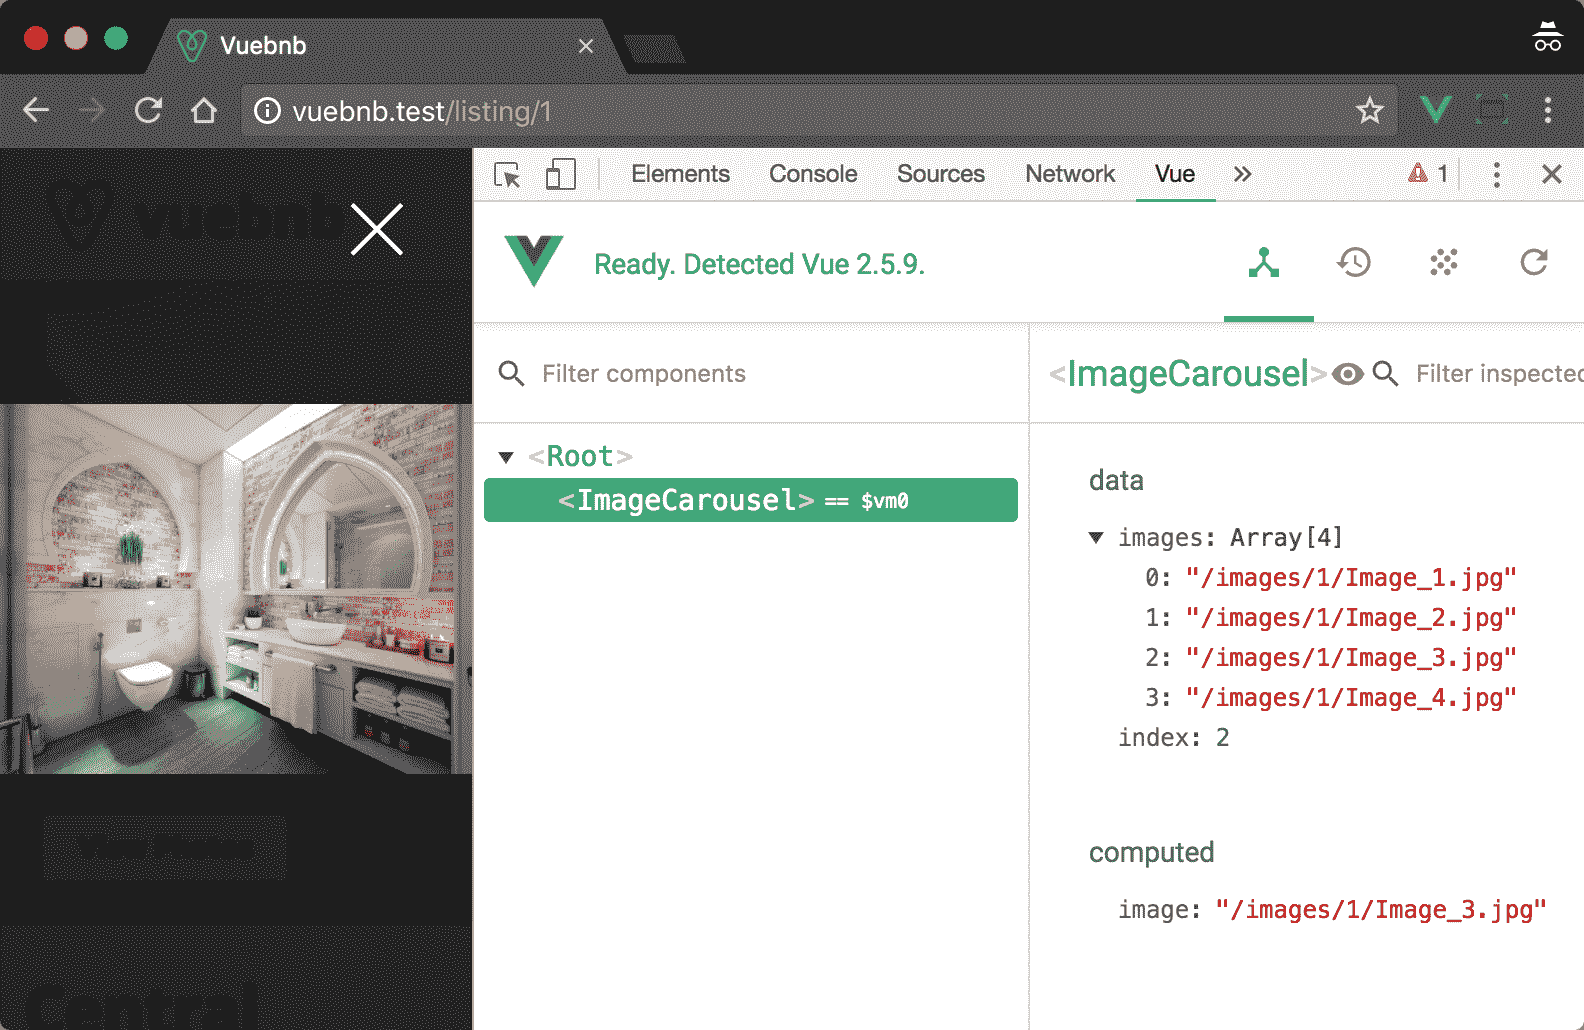 Vuebnb
vuebnb.test/listing/1
vuebnb
Elements Console Sources Network Vue 1
Ready. Detected Vue 2.5.9.
Filter components
<ImageCarousel> Filter inspected
<Root>
<ImageCarousel> == $vm0
data
images: Array[4]
0: "/images/1/Image_1.jpg"
1: "/images/1/Image_2.jpg"
2: "/images/1/Image_3.jpg"
3: "/images/1/Image_4.jpg"
index: 2
computed
image: "/images/1/Image_3.jpg"
Central